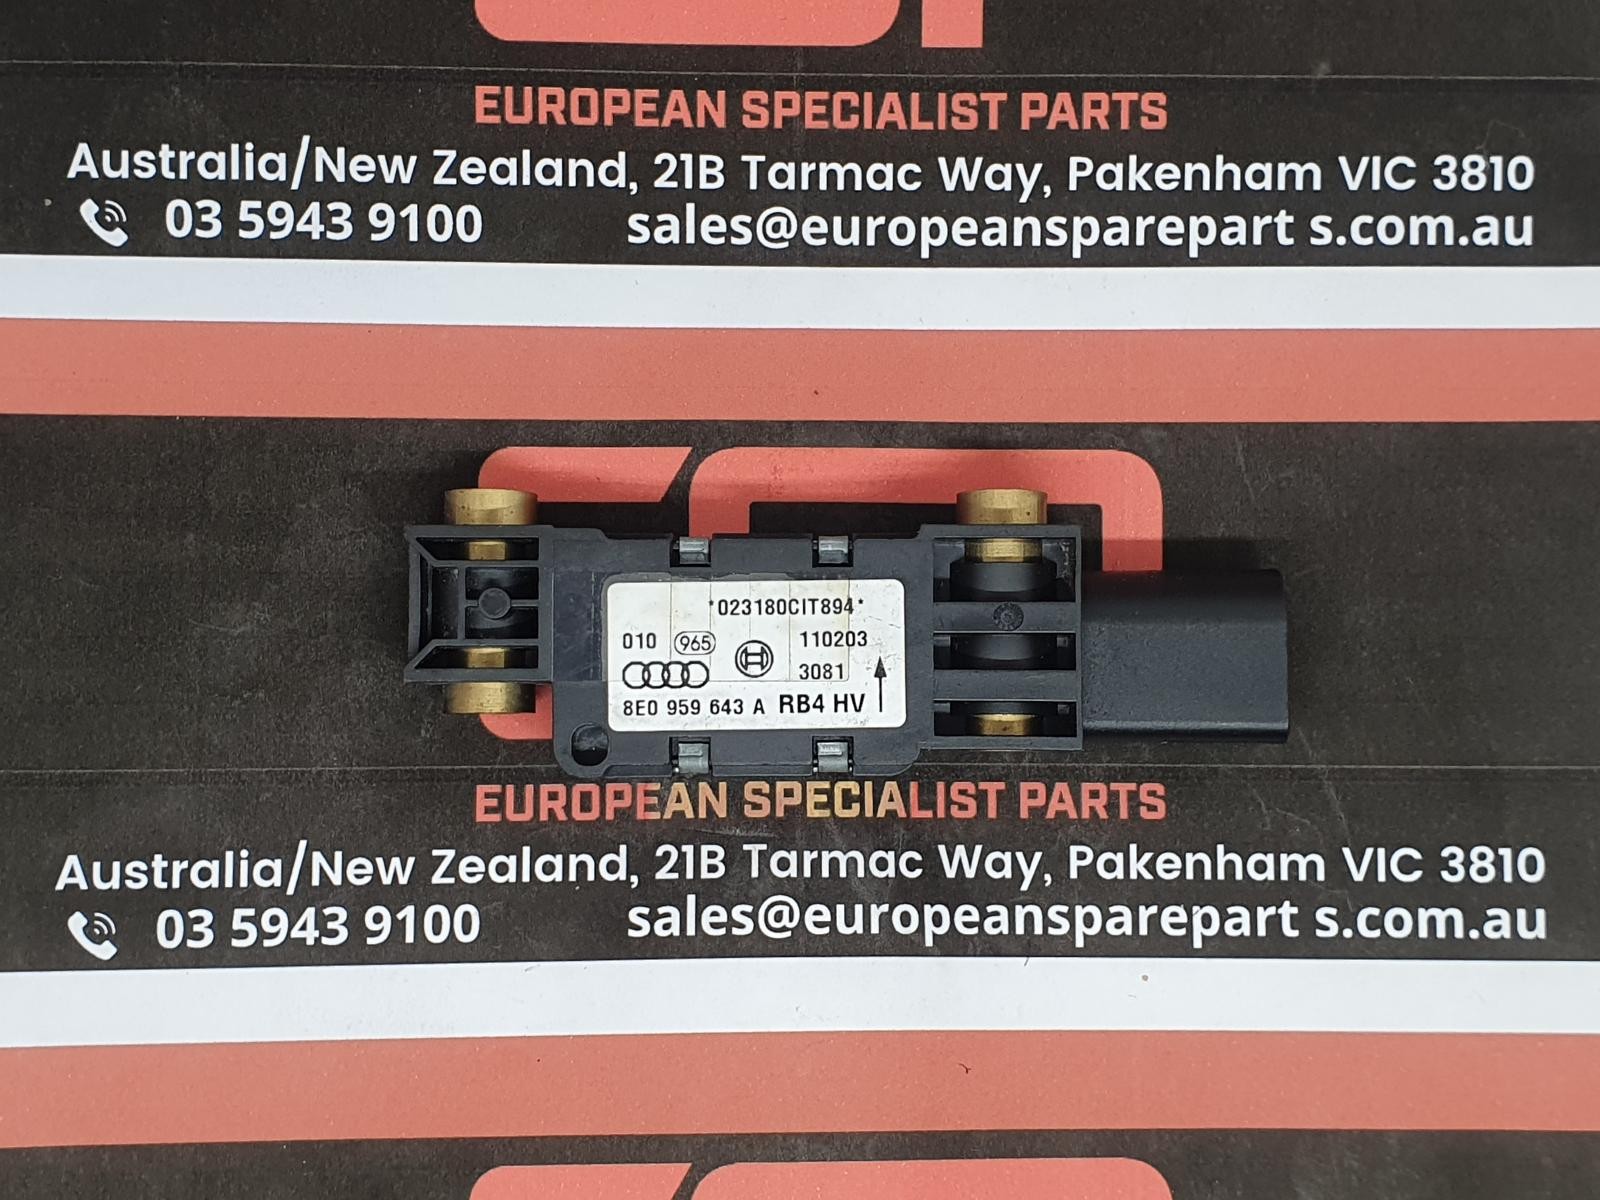 EUROPEAN SPECIALIST PARTS
Australia/New Zealand, 21B Tarmac Way, Pakenham VIC 3810
03 5943 9100 sales@europeansparepart s.com.au
*023180CIT894*
010 965 110203
3081
8E0 959 643 A RB4 HV
EUROPEAN SPECIALIST PARTS
Australia/New Zealand, 21B Tarmac Way, Pakenham VIC 3810
03 5943 9100 sales@europeansparepart s.com.au